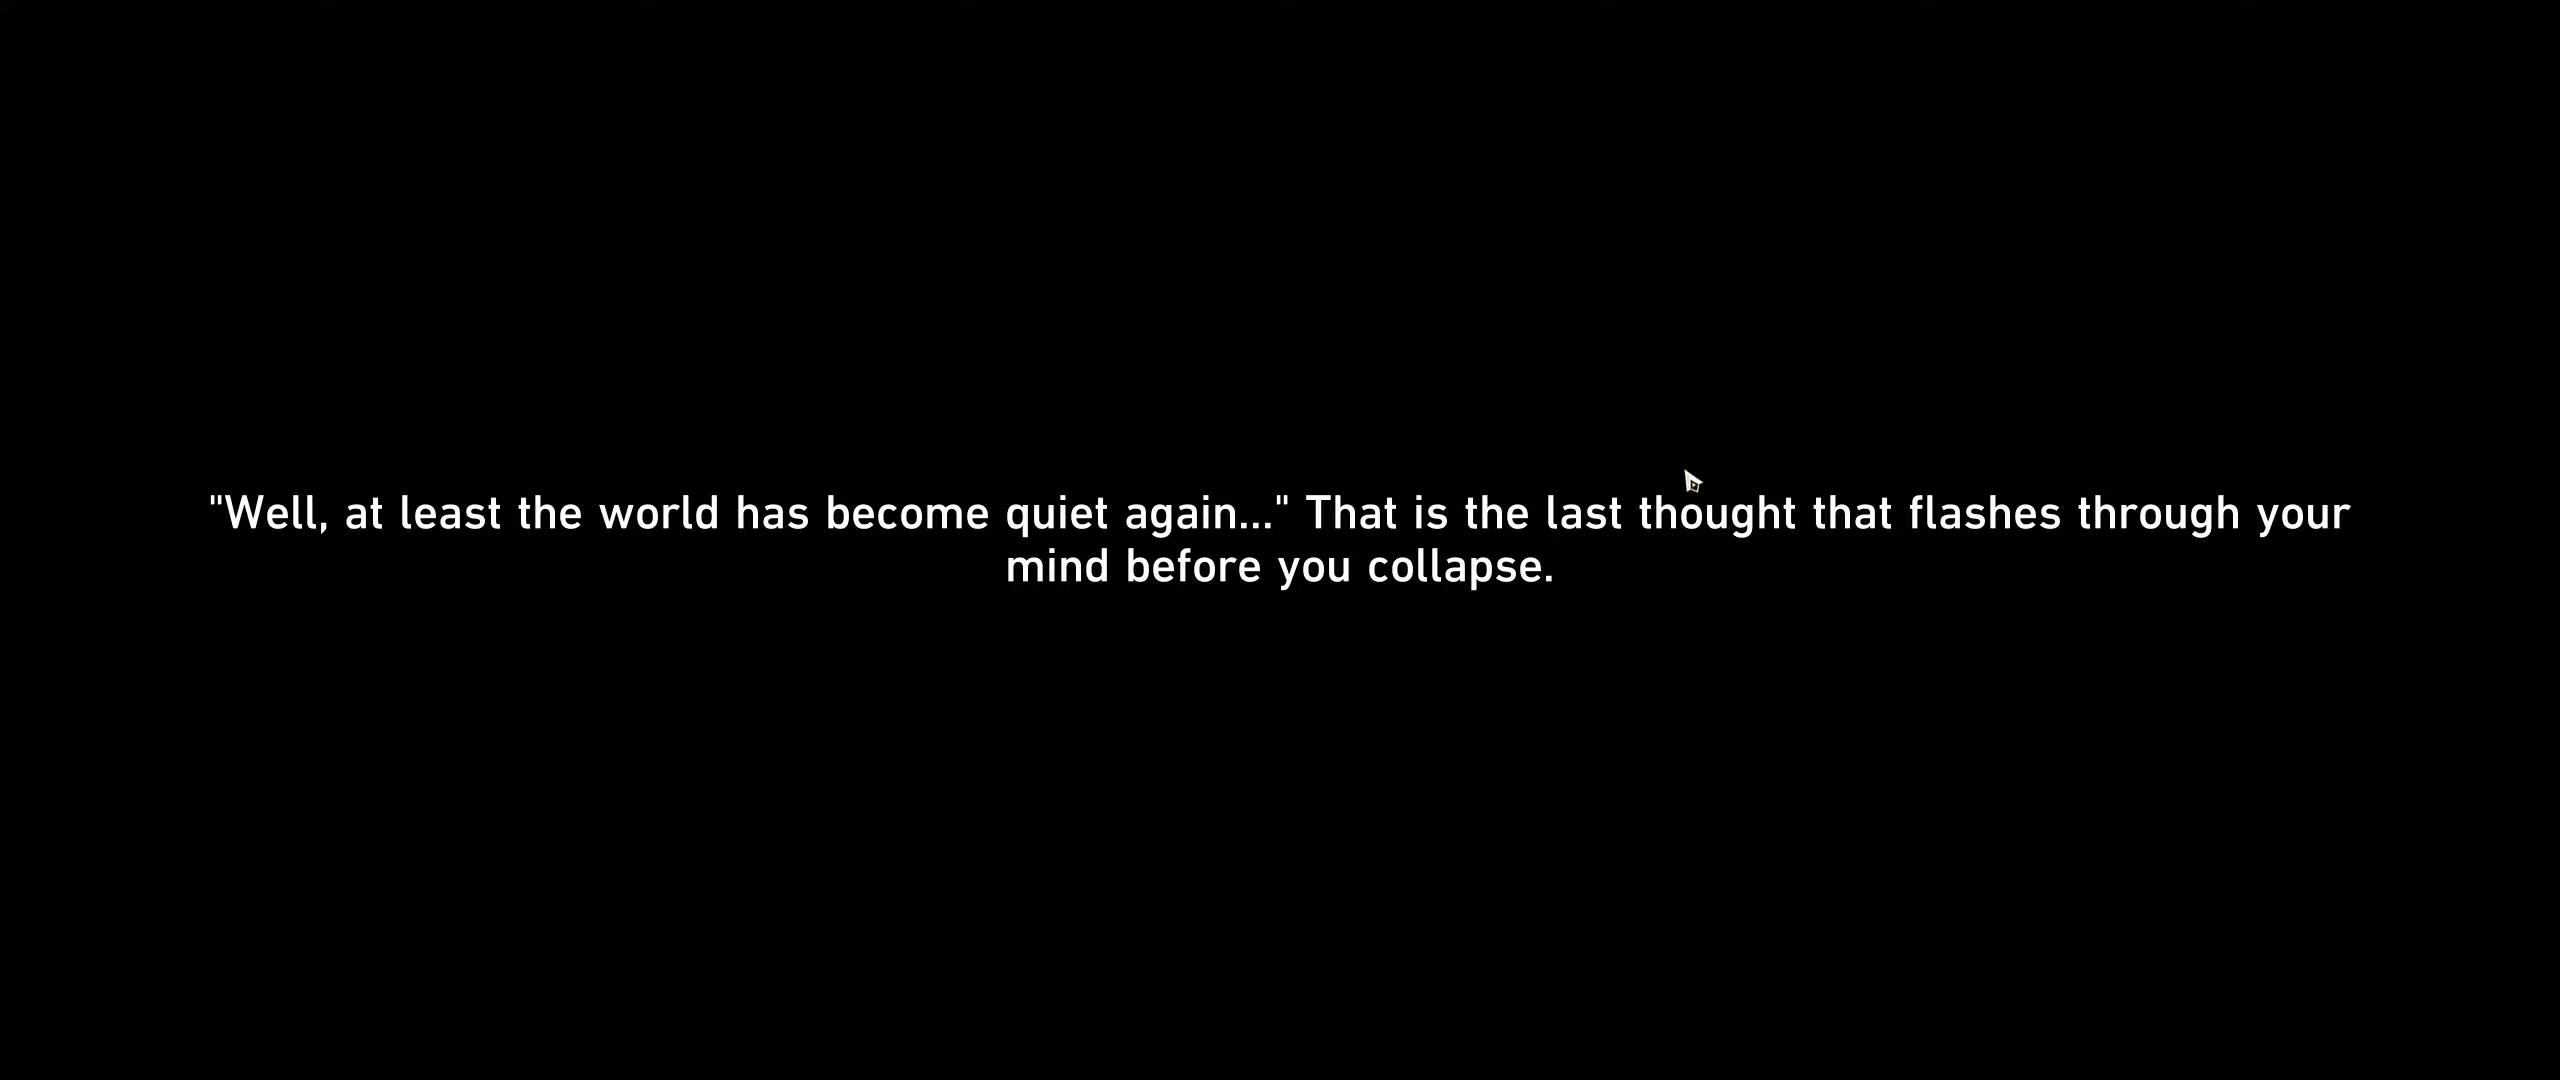 "Well, at least the world has become quiet again..." That is the last thought that flashes through your
mind before you collapse.